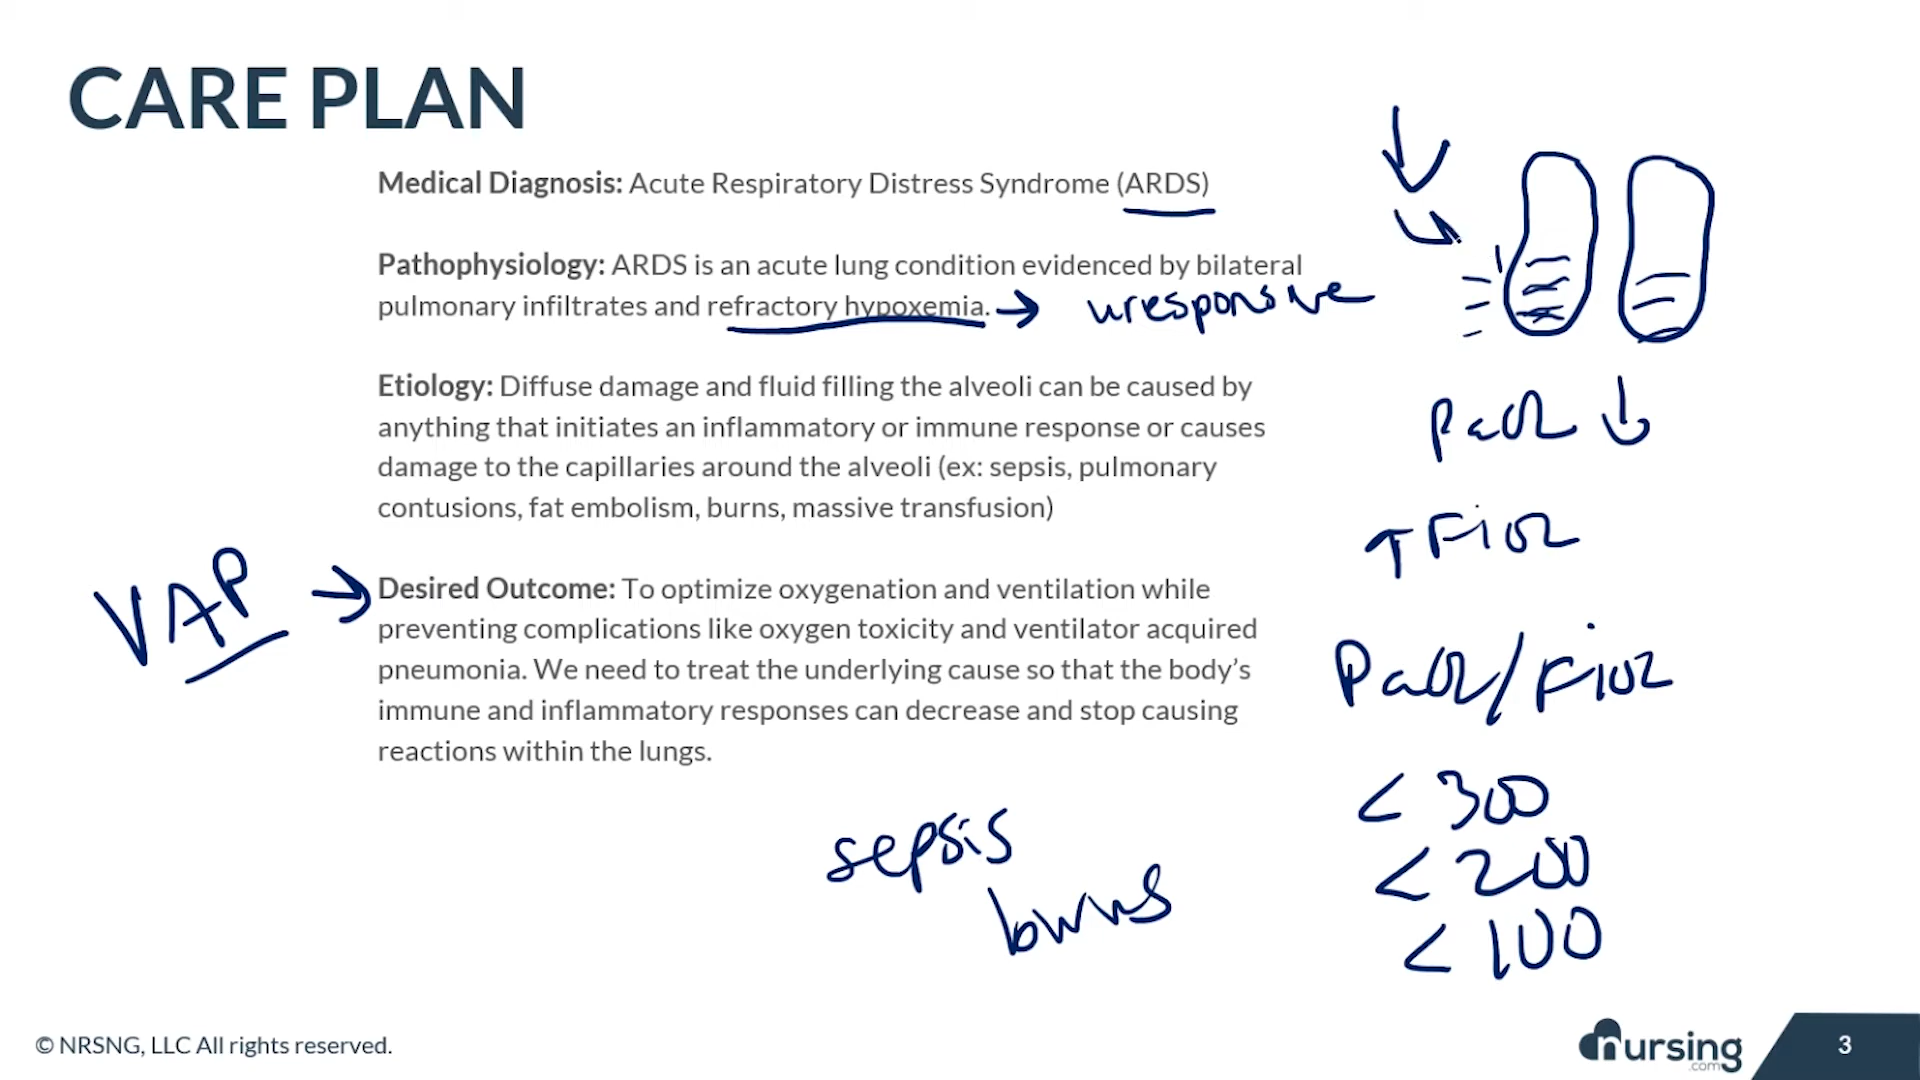 CARE PLAN
Medical Diagnosis: Acute Respiratory Distress Syndrome (ARDS)
Pathophysiology: ARDS is an acute lung condition evidenced by bilateral
pulmonary infiltrates and refractory hypoxemia. → uresponsive
Etiology: Diffuse damage and fluid filling the alveoli can be caused by
anything that initiates an inflammatory or immune response or causes
damage to the capillaries around the alveoli (ex: sepsis, pulmonary
contusions, fat embolism, burns, massive transfusion)
VAP →
Desired Outcome: To optimize oxygenation and ventilation while
preventing complications like oxygen toxicity and ventilator acquired
pneumonia. We need to treat the underlying cause so that the body’s
immune and inflammatory responses can decrease and stop causing
reactions within the lungs.
sepsis
burns
PaO2 ↓
↑ FiO2
PaO2/FiO2
< 300
< 200
< 100
© NRSNG, LLC All rights reserved.
nursing
.com
3